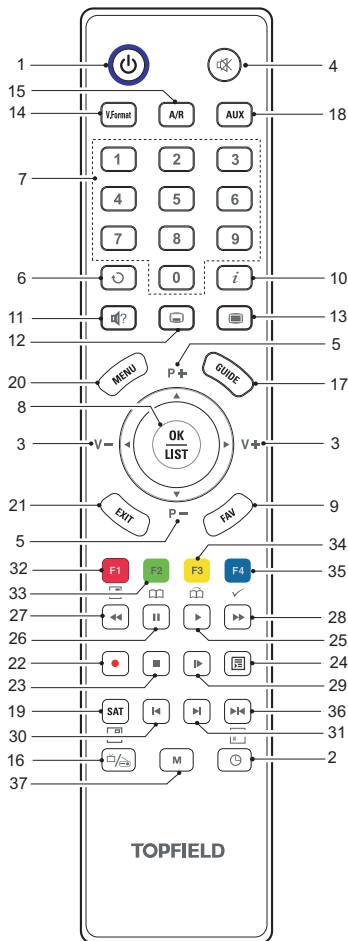 1
4
15
14
V.Format
A/R
AUX
18
7
1
2
3
4
5
6
7
8
9
6
0
i
10
11
?
13
12
5
P+
20
MENU
GUIDE
17
8
3
V-
OK
LIST
V+
3
21
EXIT
P-
FAV
9
5
34
32
F1
F2
F3
F4
35
33
27
28
26
25
22
24
23
29
19
SAT
36
30
31
16
M
2
37
TOPFIELD